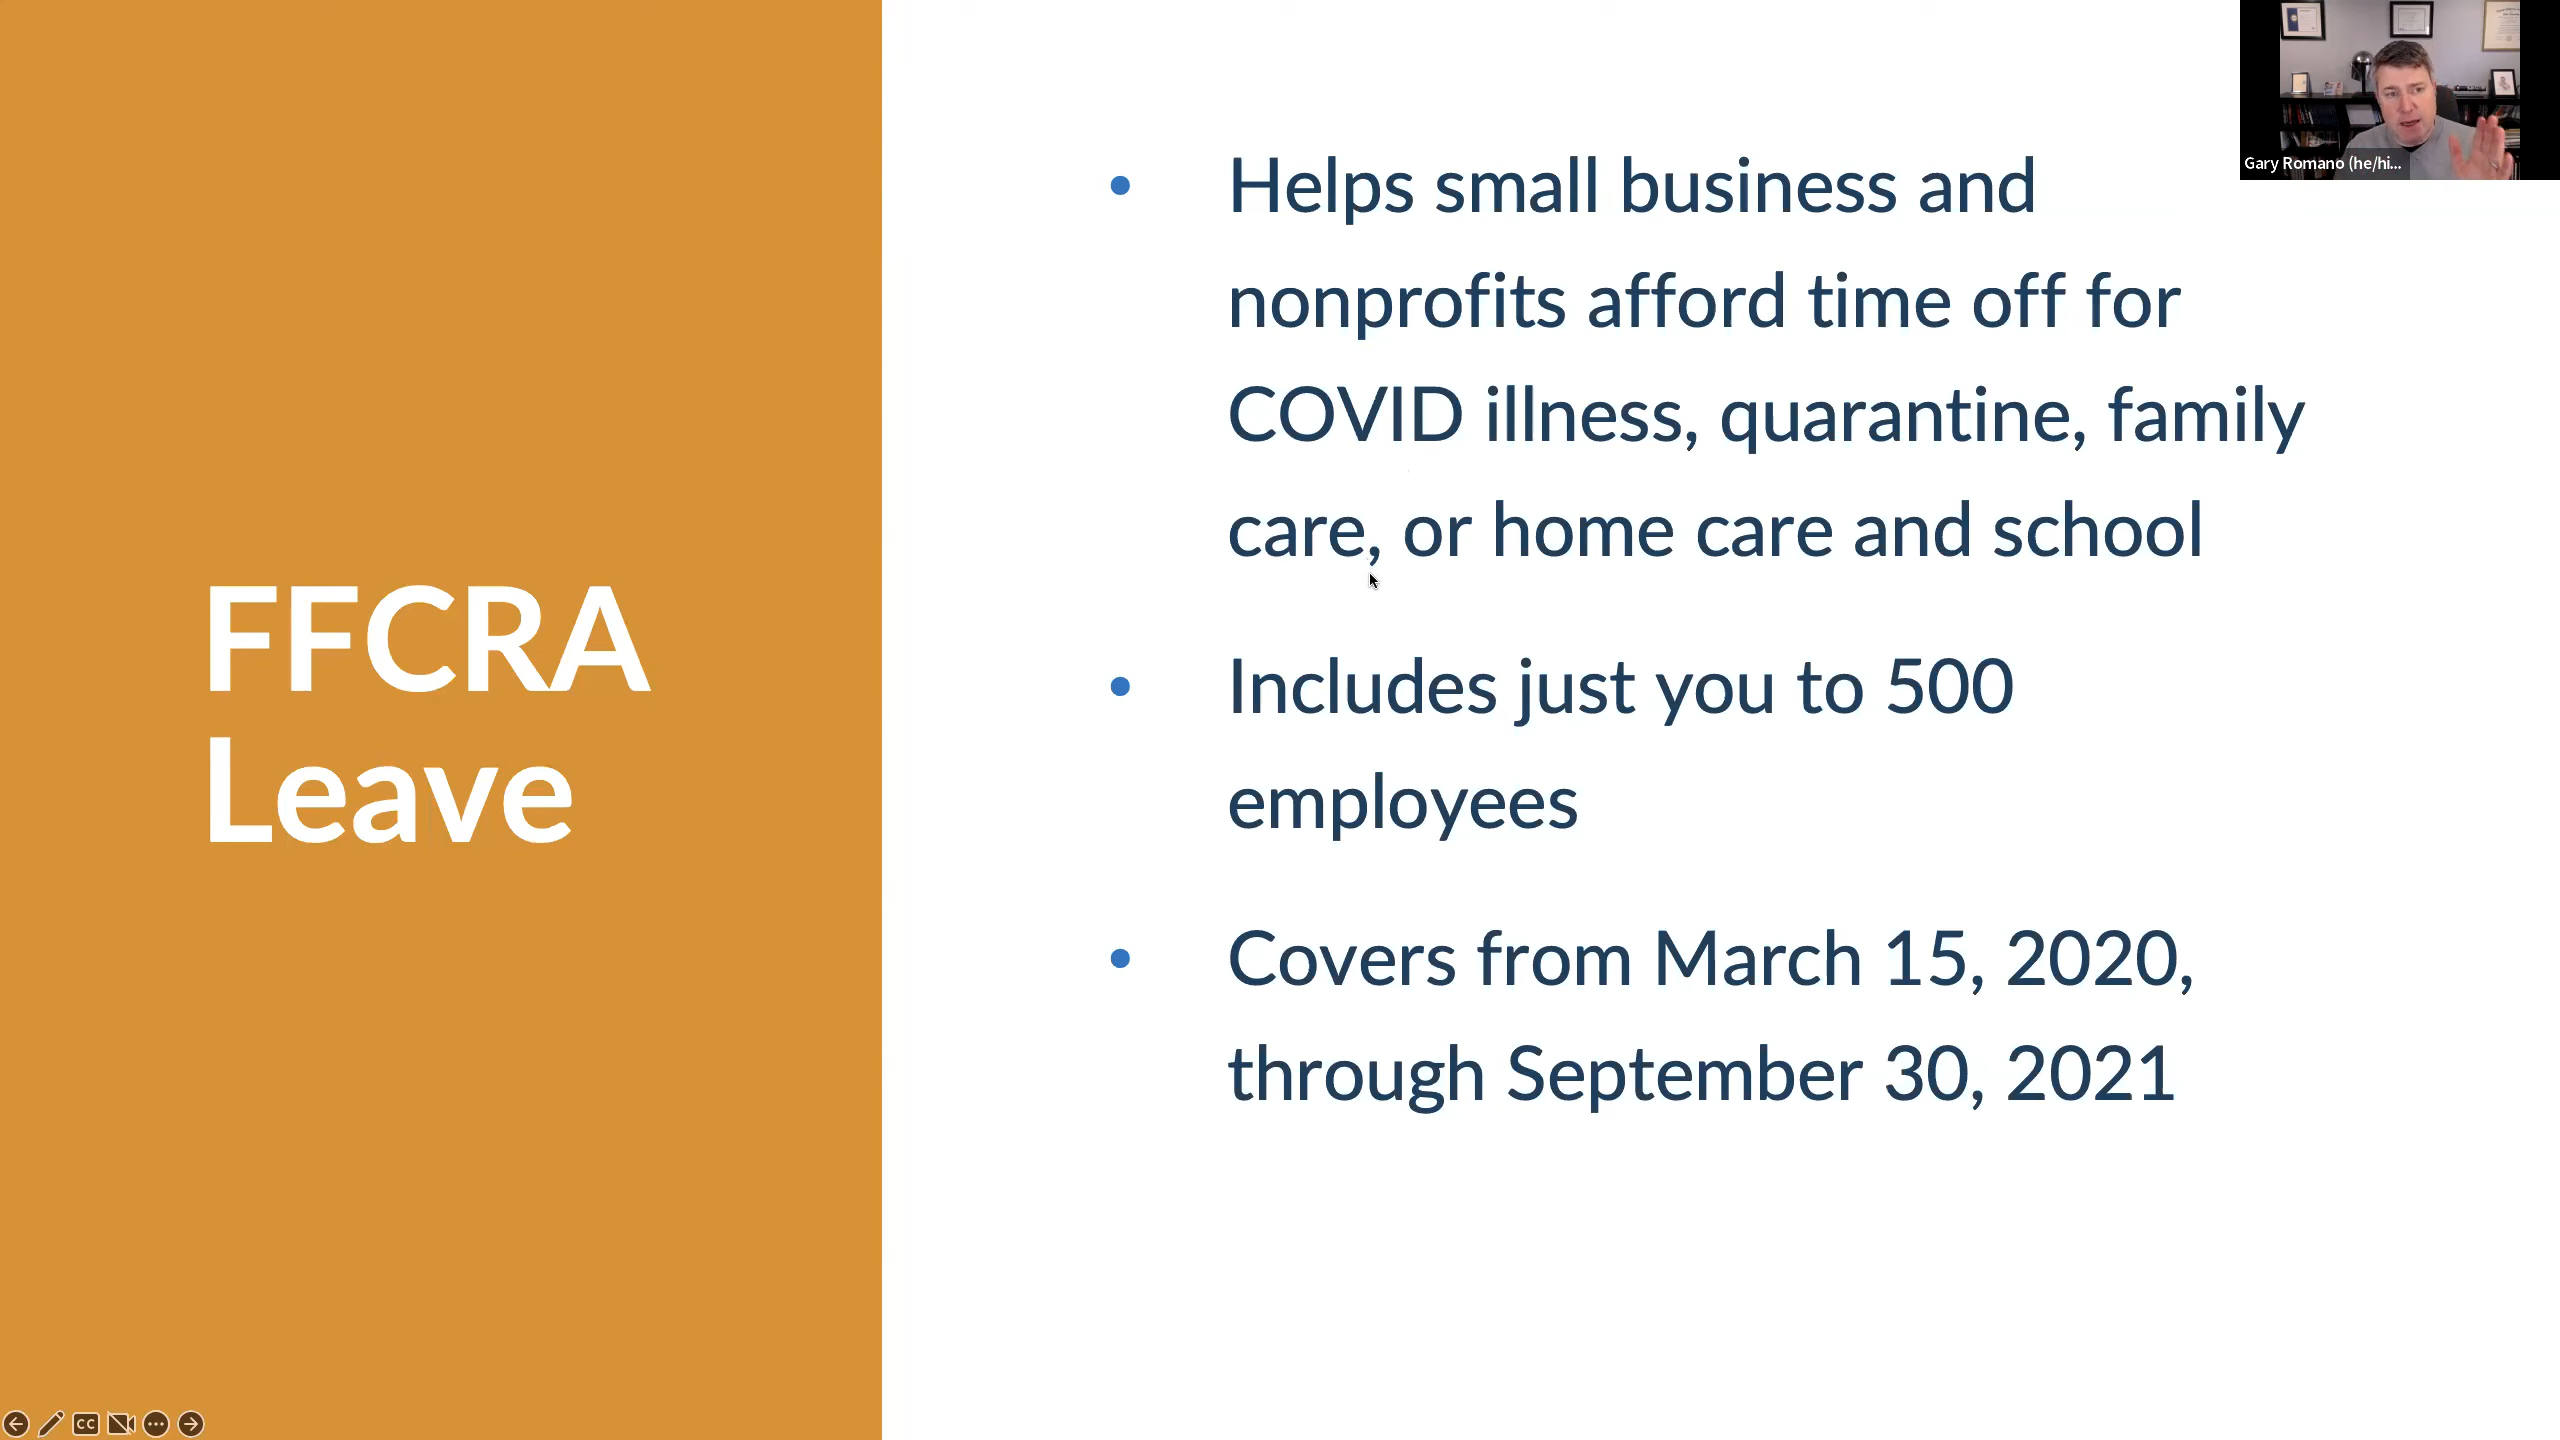 FFCRA
Leave
• Helps small business and
nonprofits afford time off for
COVID illness, quarantine, family
care, or home care and school
• Includes just you to 500
employees
• Covers from March 15, 2020,
through September 30, 2021
Gary Romano (he/hi...
CC